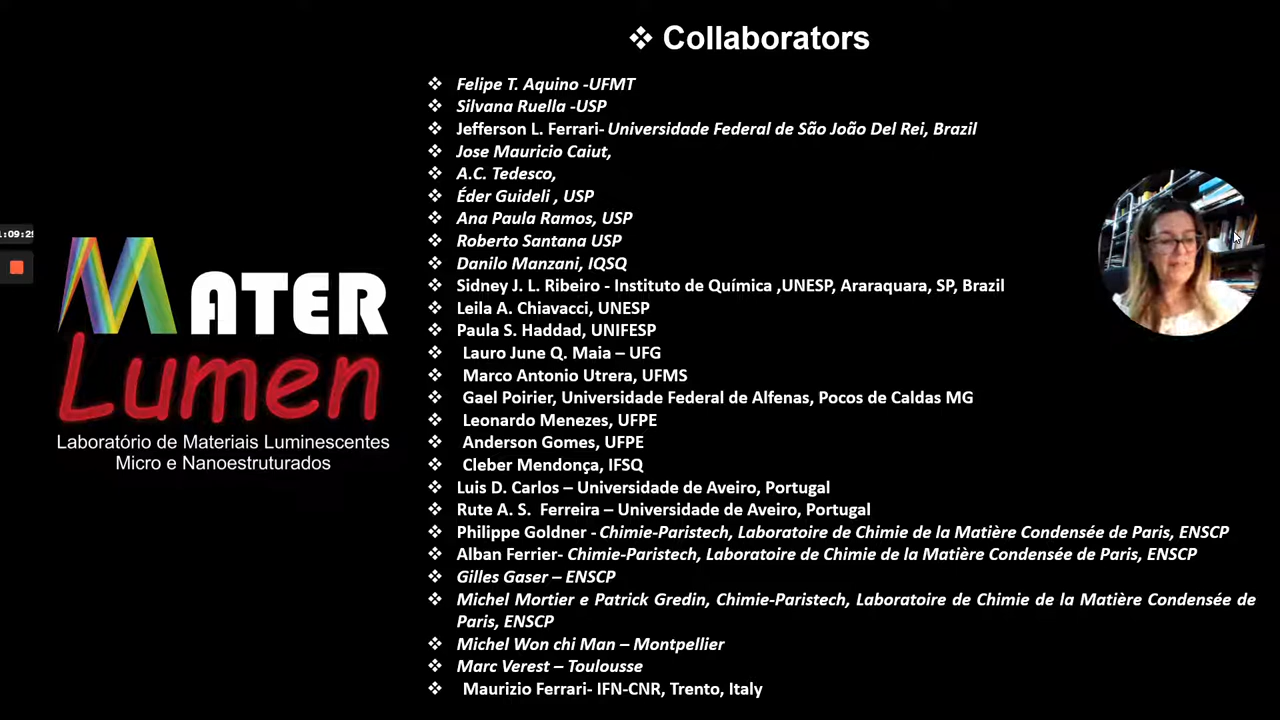 ❖ Collaborators
❖ Felipe T. Aquino -UFMT
❖ Silvana Ruella -USP
❖ Jefferson L. Ferrari- Universidade Federal de São João Del Rei, Brazil
❖ Jose Mauricio Caiut,
❖ A.C. Tedesco,
❖ Éder Guideli , USP
❖ Ana Paula Ramos, USP
❖ Roberto Santana USP
❖ Danilo Manzani, IQSQ
❖ Sidney J. L. Ribeiro - Instituto de Química ,UNESP, Araraquara, SP, Brazil
❖ Leila A. Chiavacci, UNESP
❖ Paula S. Haddad, UNIFESP
❖ Lauro June Q. Maia – UFG
❖ Marco Antonio Utrera, UFMS
❖ Gael Poirier, Universidade Federal de Alfenas, Pocos de Caldas MG
❖ Leonardo Menezes, UFPE
❖ Anderson Gomes, UFPE
❖ Cleber Mendonça, IFSQ
❖ Luis D. Carlos – Universidade de Aveiro, Portugal
❖ Rute A. S. Ferreira – Universidade de Aveiro, Portugal
❖ Philippe Goldner - Chimie-Paristech, Laboratoire de Chimie de la Matière Condensée de Paris, ENSCP
❖ Alban Ferrier- Chimie-Paristech, Laboratoire de Chimie de la Matière Condensée de Paris, ENSCP
❖ Gilles Gaser – ENSCP
❖ Michel Mortier e Patrick Gredin, Chimie-Paristech, Laboratoire de Chimie de la Matière Condensée de
Paris, ENSCP
❖ Michel Won chi Man – Montpellier
❖ Marc Verest – Toulousse
❖ Maurizio Ferrari- IFN-CNR, Trento, Italy
MATER
Lumen
Laboratório de Materiais Luminescentes
Micro e Nanoestruturados